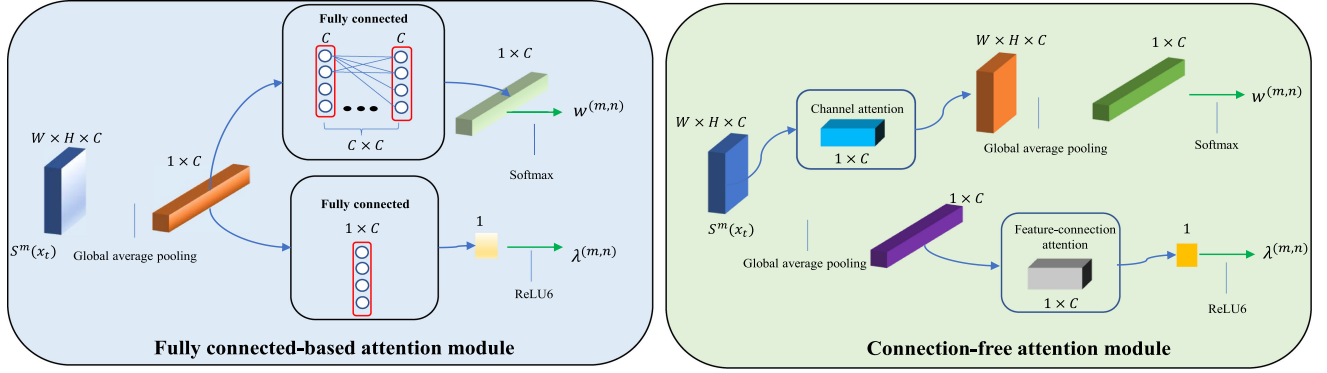 Fully connected
C
C
C × C
1 × C
w^{(m,n)}
Softmax
W × H × C
1 × C
S^m(x_t)
Global average pooling
Fully connected
1 × C
1
λ^{(m,n)}
ReLU6
Fully connected-based attention module
W × H × C
1 × C
Channel attention
w^{(m,n)}
W × H × C
Global average pooling
Softmax
1 × C
1 × C
S^m(x_t)
Global average pooling
Feature-connection
attention
1
λ^{(m,n)}
1 × C
ReLU6
Connection-free attention module